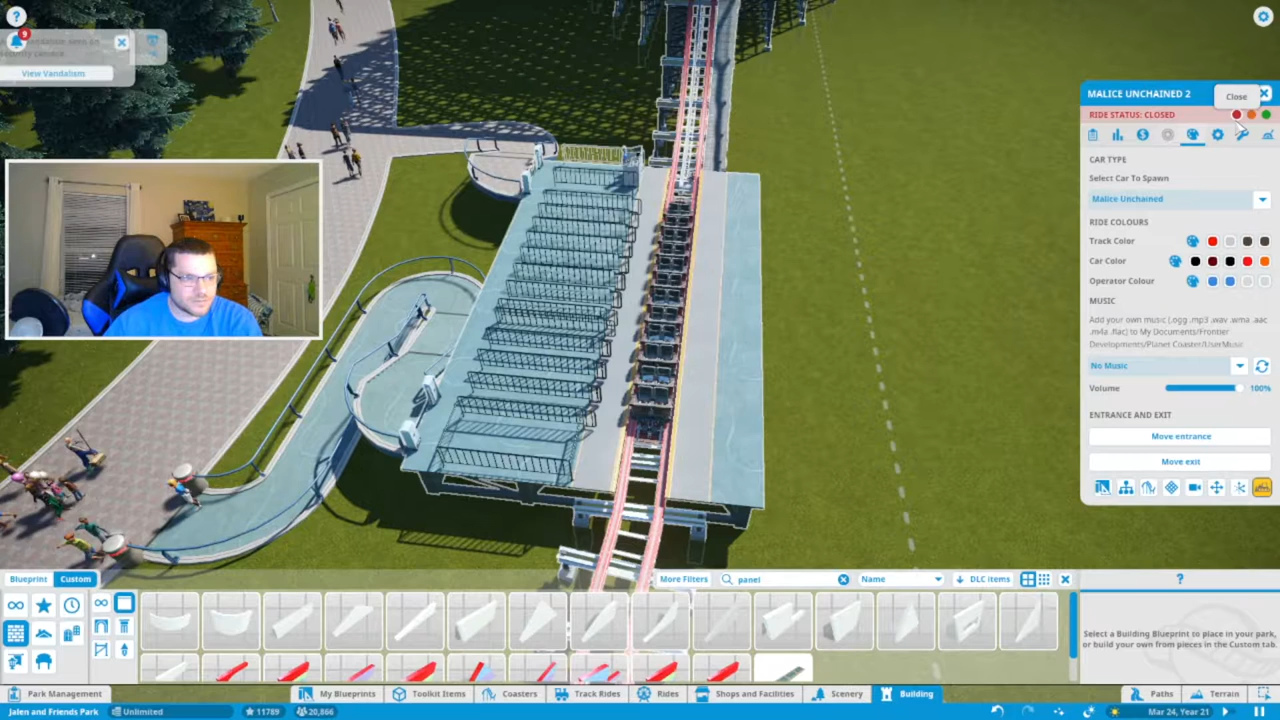 ?
9
security camera
View Vandalism
MALICE UNCHAINED 2
Close
RIDE STATUS: CLOSED
CAR TYPE
Select Car To Spawn
Malice Unchained
RIDE COLOURS
Track Color
Car Color
Operator Colour
MUSIC
Add your own music (.ogg .mp3 .wav .wma .aac
.m4a .flac) to My Documents/Frontier
Developments/Planet Coaster/UserMusic
No Music
Volume
100%
ENTRANCE AND EXIT
Move entrance
Move exit
Blueprint
Custom
More Filters
panel
Name
DLC items
?
Select a Building Blueprint to place in your park,
or build your own from pieces in the Custom tab.
Park Management
My Blueprints
Toolkit Items
Coasters
Track Rides
Rides
Shops and Facilities
Scenery
Building
Paths
Terrain
Jalen and Friends Park
Unlimited
11789
20,866
Mar 24, Year 21